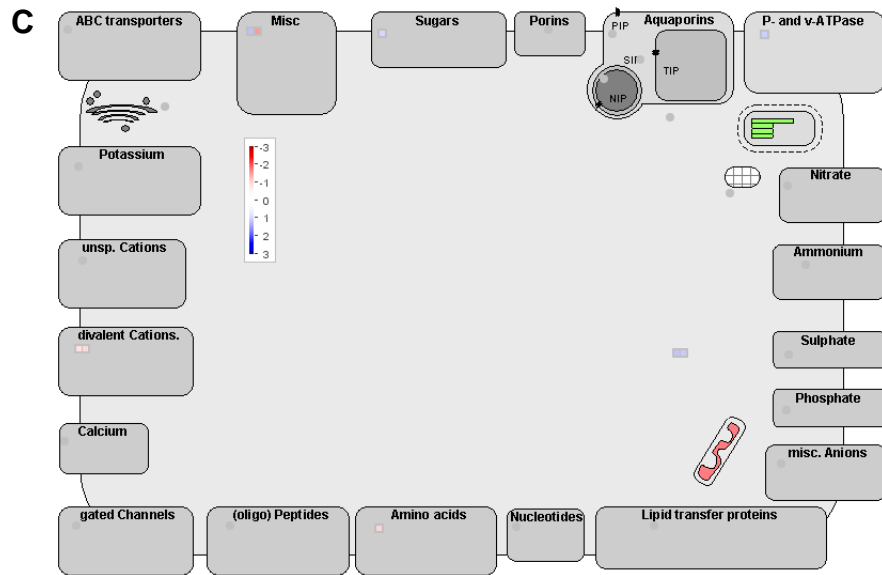 C
ABC transporters
Misc
Sugars
Porins
Aquaporins
P- and v-ATPase
PIP
SIP
TIP
NIP
Potassium
-3
-2
-1
0
1
2
3
Nitrate
unsp. Cations
Ammonium
divalent Cations.
Sulphate
Phosphate
Calcium
misc. Anions
gated Channels
(oligo) Peptides
Amino acids
Nucleotides
Lipid transfer proteins